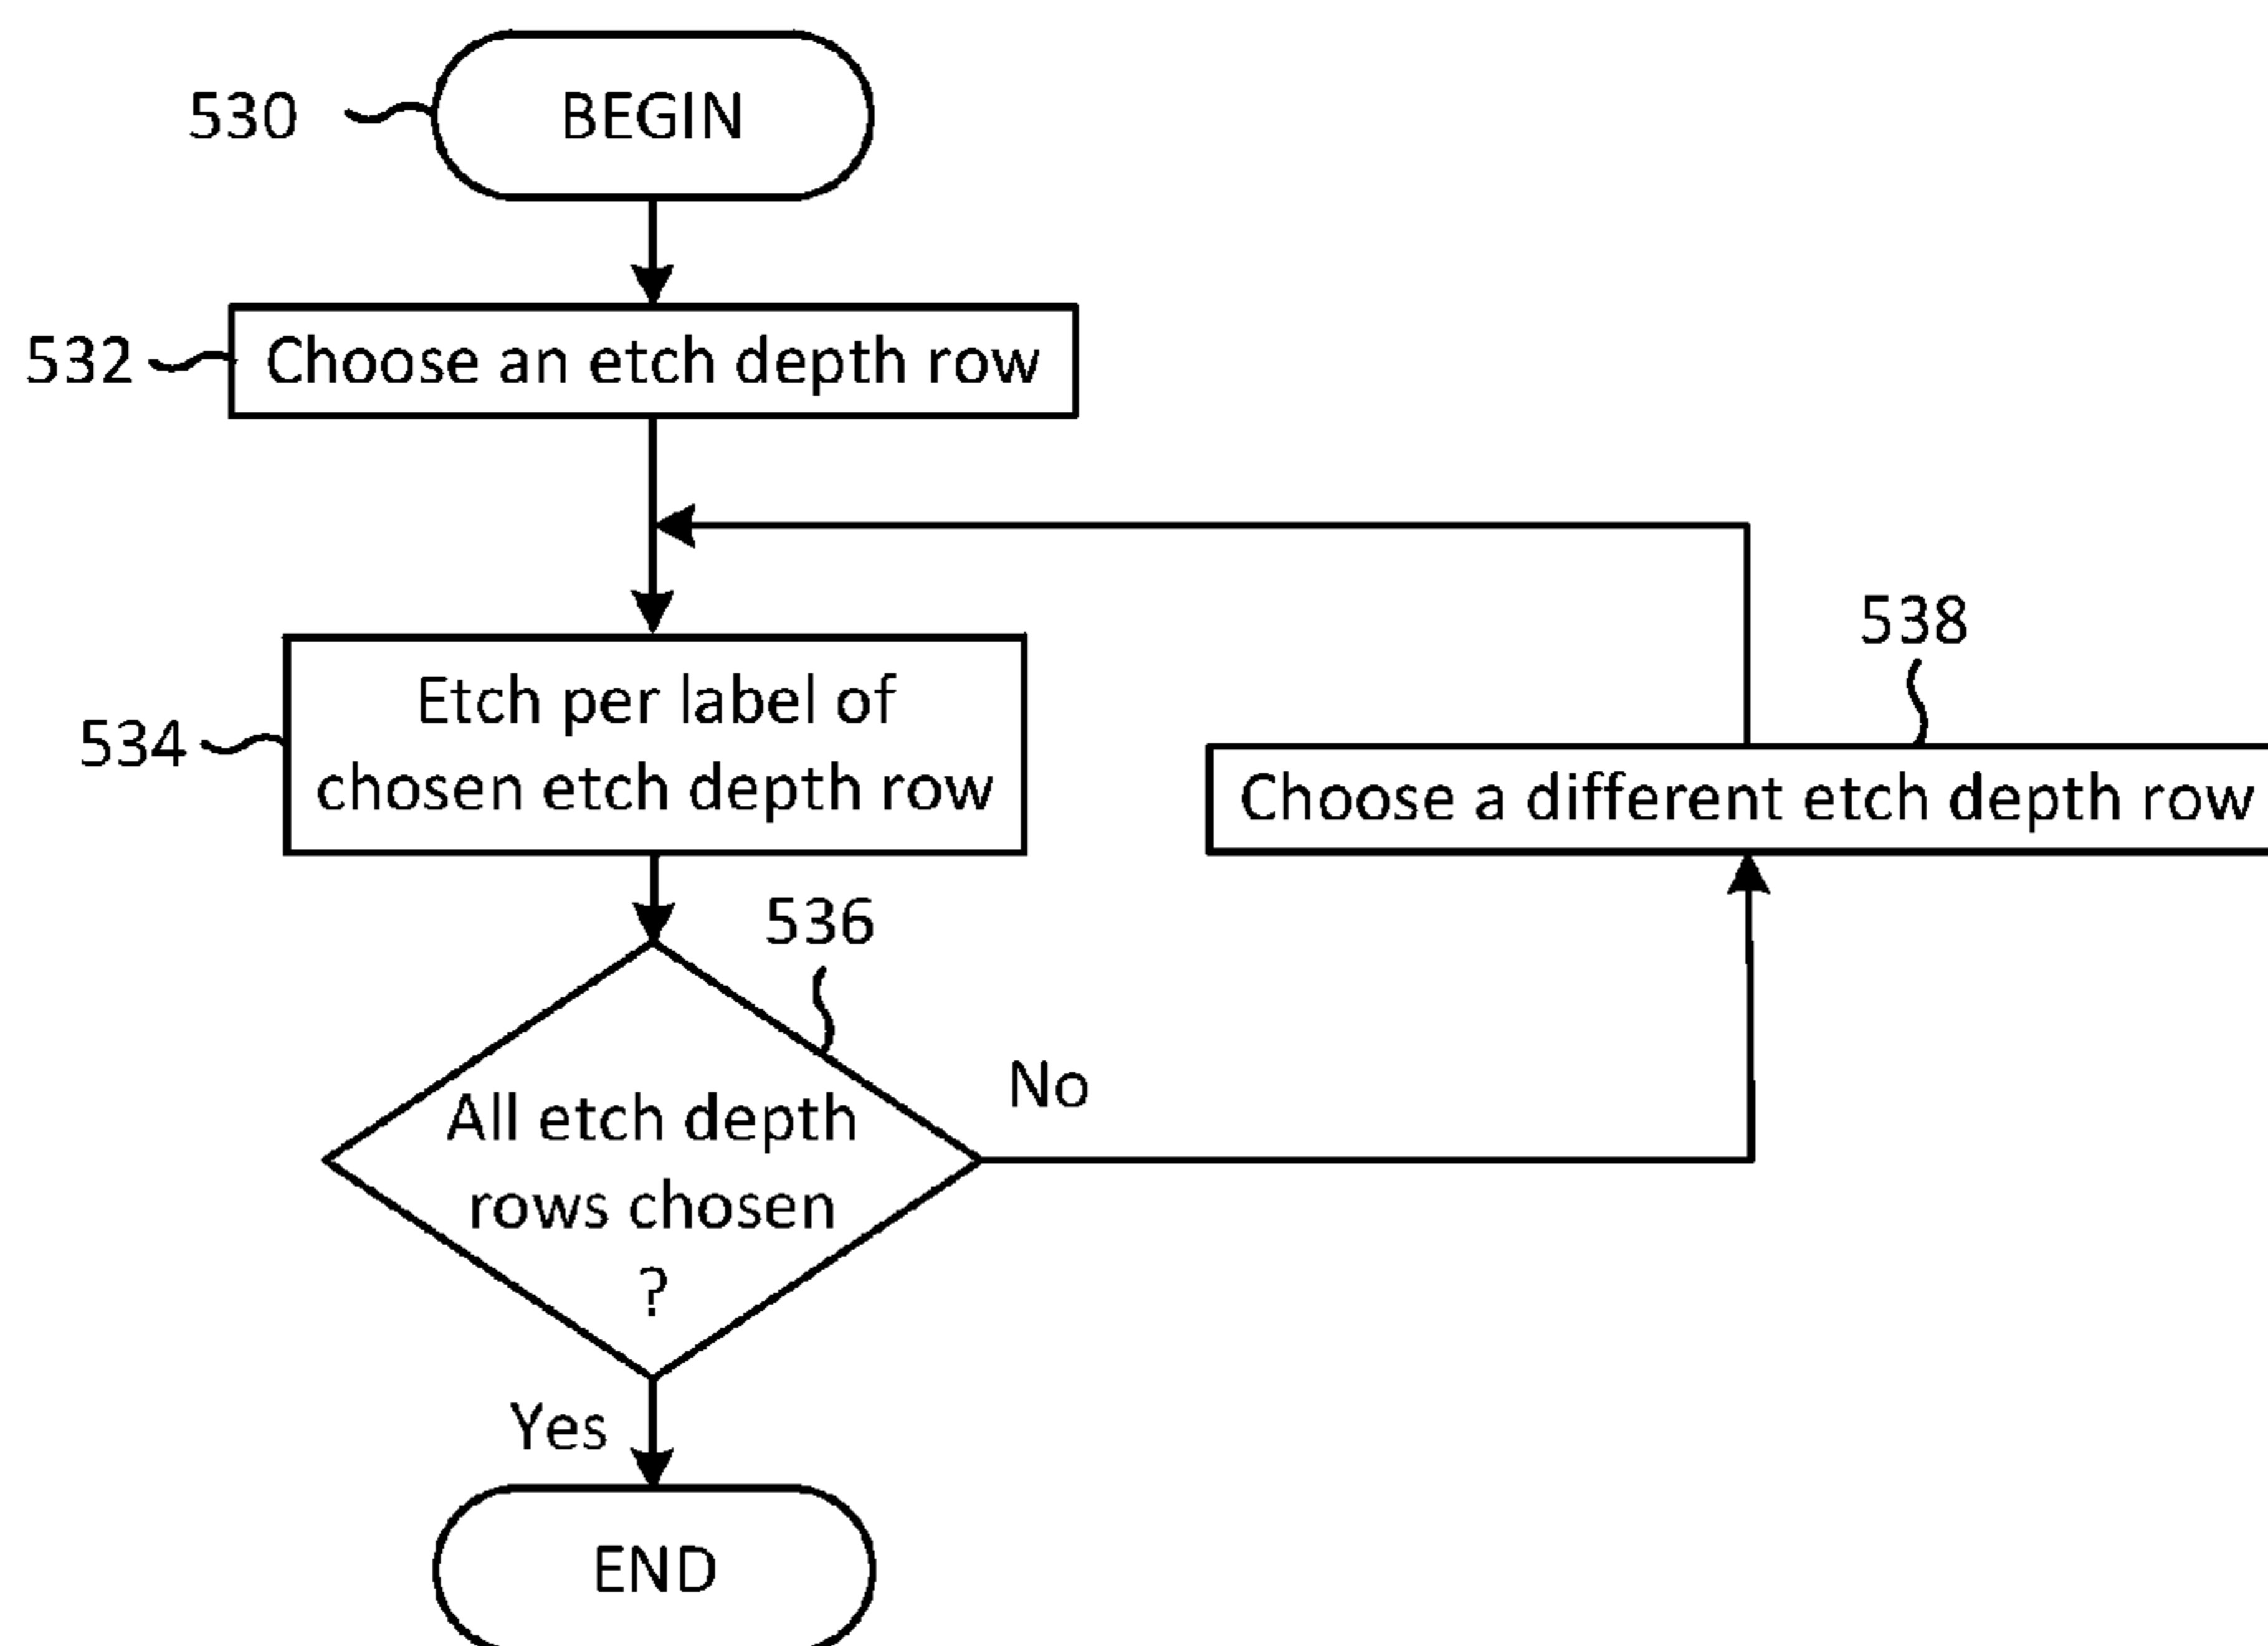 530
BEGIN
532
Choose an etch depth row
534
Etch per label of
chosen etch depth row
538
Choose a different etch depth row
536
All etch depth
rows chosen
?
No
Yes
END